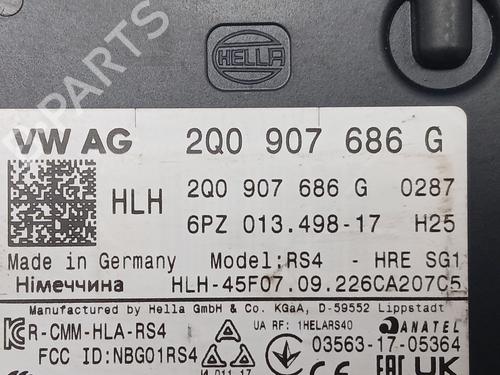 HELLA
VW AG 2Q0 907 686 G
HLH 2Q0 907 686 G 0287
6PZ 013.498-17 H25
Made in Germany Model:RS4 - HRE SG1
Німеччина HLH-45F07.09.226CA207C5
Manufactured by Hella GmbH & Co. KGaA, D-59552 Lippstadt
R-CMM-HLA-RS4 UA RF: 1HELARS40 ANATEL
FCC ID:NBG01RS4 03563-17-05364
EAC UK